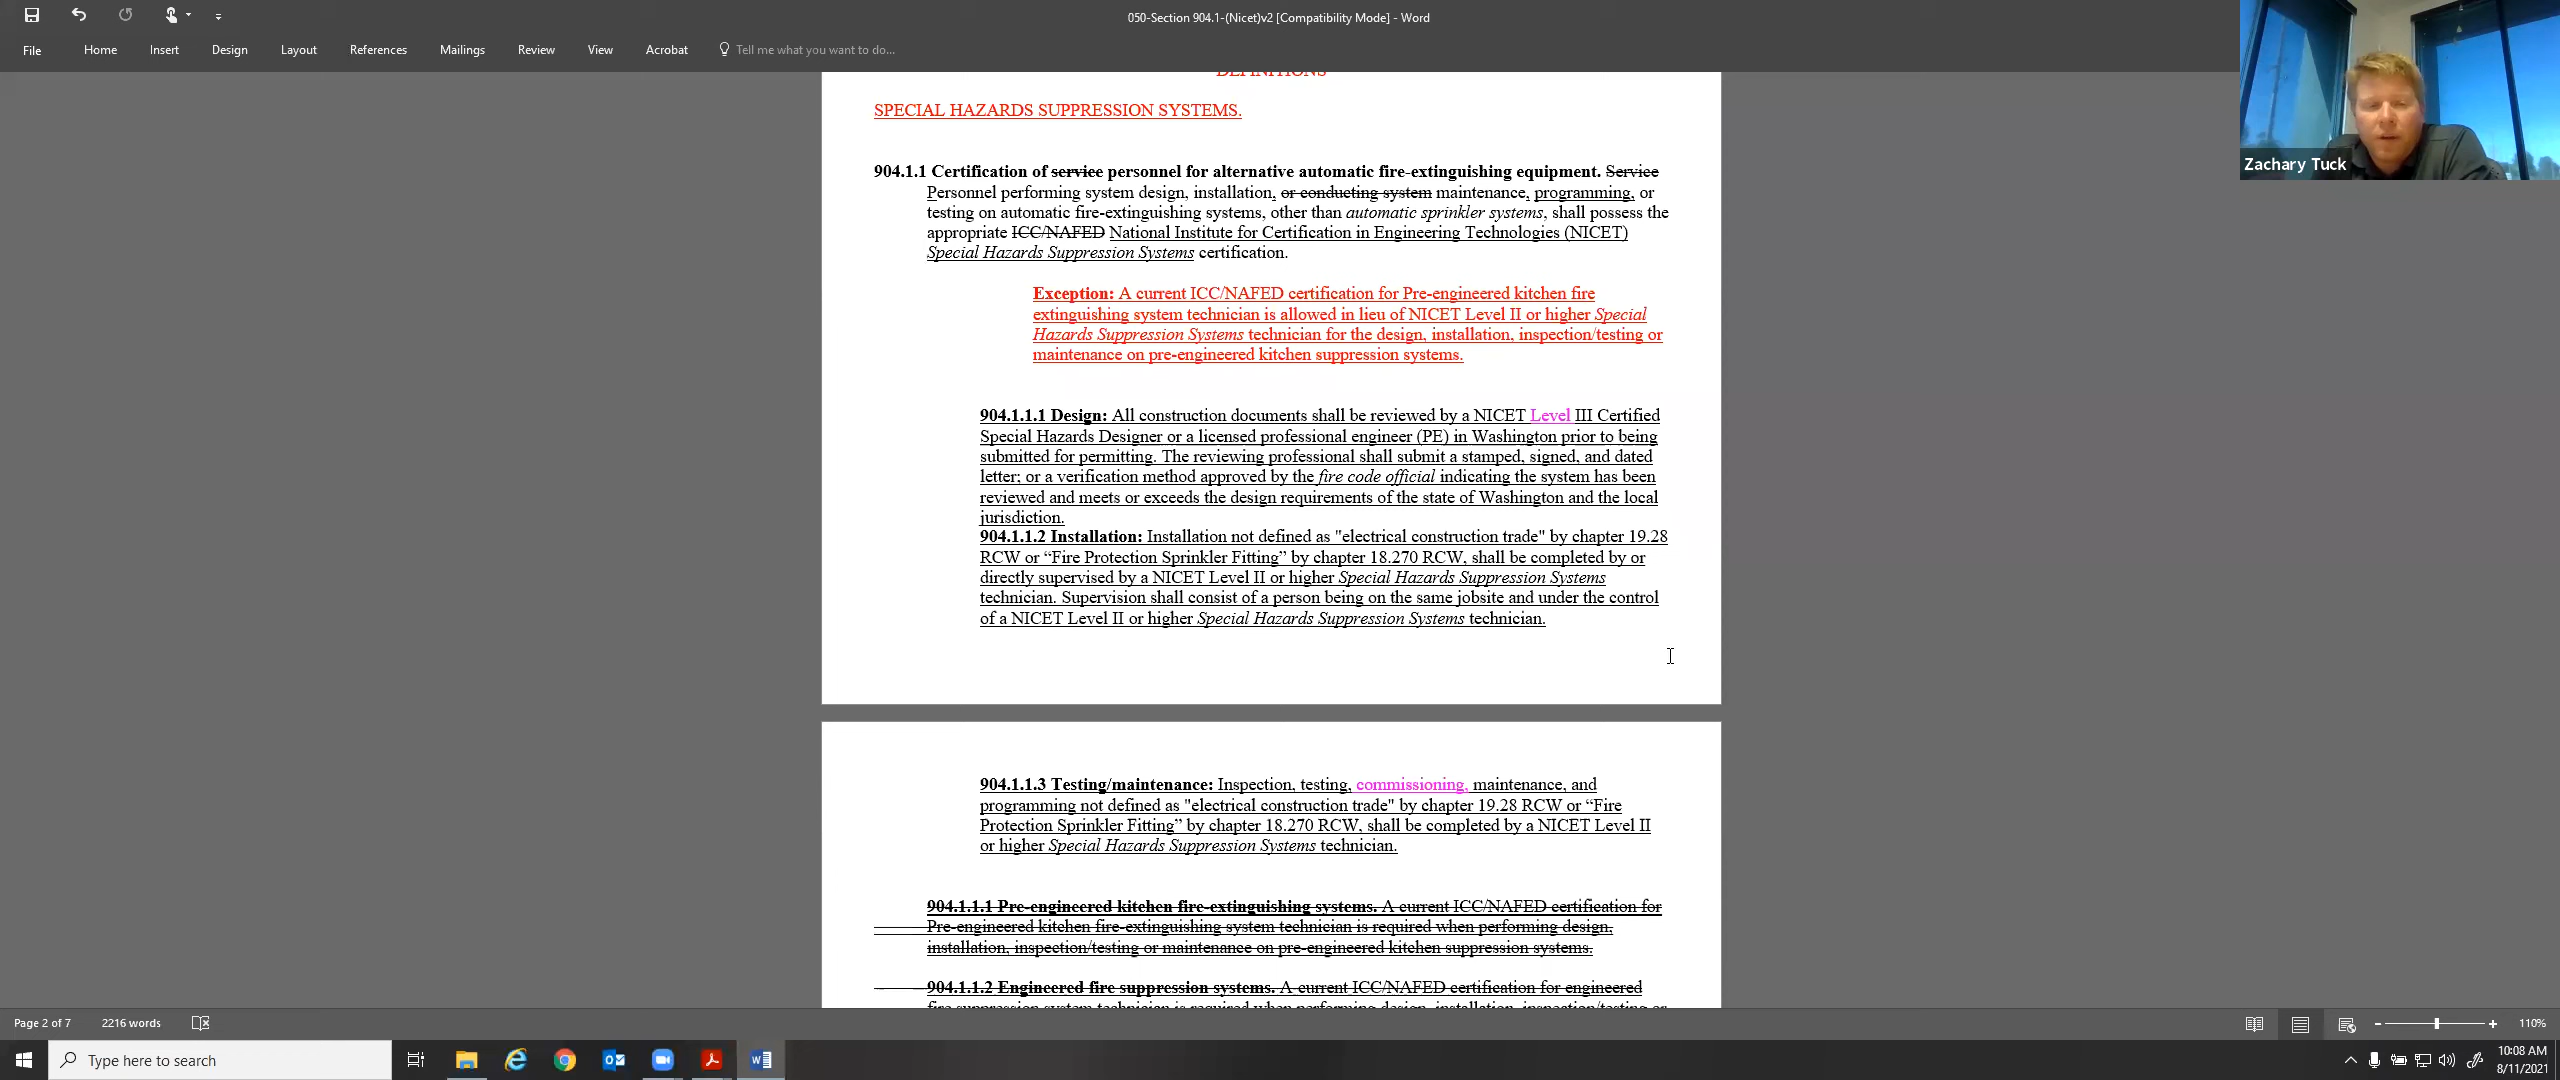 050-Section 904.1-(Nicet)v2 [Compatibility Mode] - Word
File Home Insert Design Layout References Mailings Review View Acrobat Tell me what you want to do...
Zachary Tuck
DEFINITIONS
SPECIAL HAZARDS SUPPRESSION SYSTEMS.
904.1.1 Certification of service personnel for alternative automatic fire-extinguishing equipment. Service
Personnel performing system design, installation, or conducting system maintenance, programming, or
testing on automatic fire-extinguishing systems, other than automatic sprinkler systems, shall possess the
appropriate ICC/NAFED National Institute for Certification in Engineering Technologies (NICET)
Special Hazards Suppression Systems certification.
Exception: A current ICC/NAFED certification for Pre-engineered kitchen fire
extinguishing system technician is allowed in lieu of NICET Level II or higher Special
Hazards Suppression Systems technician for the design, installation, inspection/testing or
maintenance on pre-engineered kitchen suppression systems.
904.1.1.1 Design: All construction documents shall be reviewed by a NICET Level III Certified
Special Hazards Designer or a licensed professional engineer (PE) in Washington prior to being
submitted for permitting. The reviewing professional shall submit a stamped, signed, and dated
letter; or a verification method approved by the fire code official indicating the system has been
reviewed and meets or exceeds the design requirements of the state of Washington and the local
jurisdiction.
904.1.1.2 Installation: Installation not defined as "electrical construction trade" by chapter 19.28
RCW or “Fire Protection Sprinkler Fitting” by chapter 18.270 RCW, shall be completed by or
directly supervised by a NICET Level II or higher Special Hazards Suppression Systems
technician. Supervision shall consist of a person being on the same jobsite and under the control
of a NICET Level II or higher Special Hazards Suppression Systems technician.
904.1.1.3 Testing/maintenance: Inspection, testing, commissioning, maintenance, and
programming not defined as "electrical construction trade" by chapter 19.28 RCW or “Fire
Protection Sprinkler Fitting” by chapter 18.270 RCW, shall be completed by a NICET Level II
or higher Special Hazards Suppression Systems technician.
904.1.1.1 Pre-engineered kitchen fire-extinguishing systems. A current ICC/NAFED certification for
Pre-engineered kitchen fire-extinguishing system technician is required when performing design,
installation, inspection/testing or maintenance on pre-engineered kitchen suppression systems.
904.1.1.2 Engineered fire suppression systems. A current ICC/NAFED certification for engineered
fire suppression system technician is required when performing design, installation, inspection/testing or
Page 2 of 7 2216 words 110%
Type here to search
10:08 AM
8/11/2021